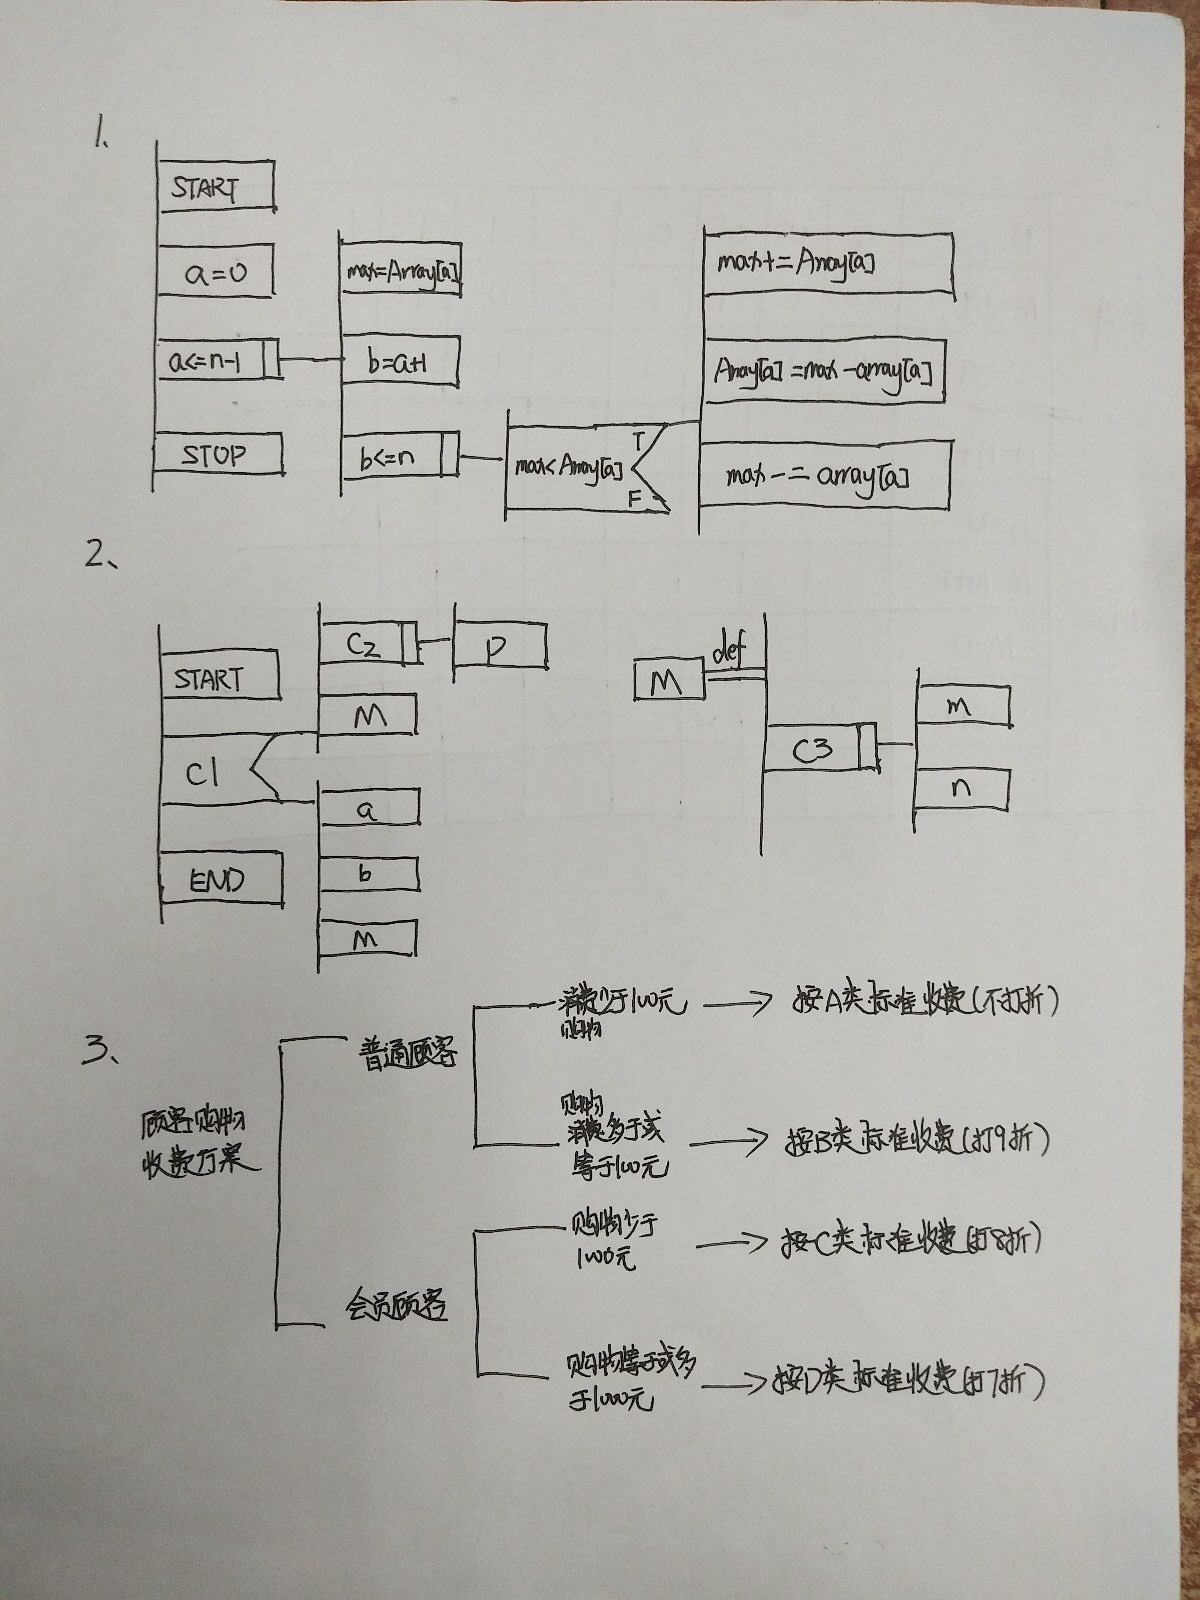 1、
START
a=0
a<=n-1
STOP
max=Array[a]
b=a+1
b<=n
max<Array[a]
T
F
max+=Array[a]
Array[a]=max-array[a]
max-=array[a]
2、
START
C1
END
C2
P
M
a
b
M
M
def
C3
m
n
3、
顾客购物
收费方案
普通顾客
消费少于100元
购物
按A类标准收费(不打折)
购物
消费多于或
等于100元
按B类标准收费(打9折)
会员顾客
购物少于
1000元
按C类标准收费(打8折)
购物等于或多
于1000元
按D类标准收费(打7折)